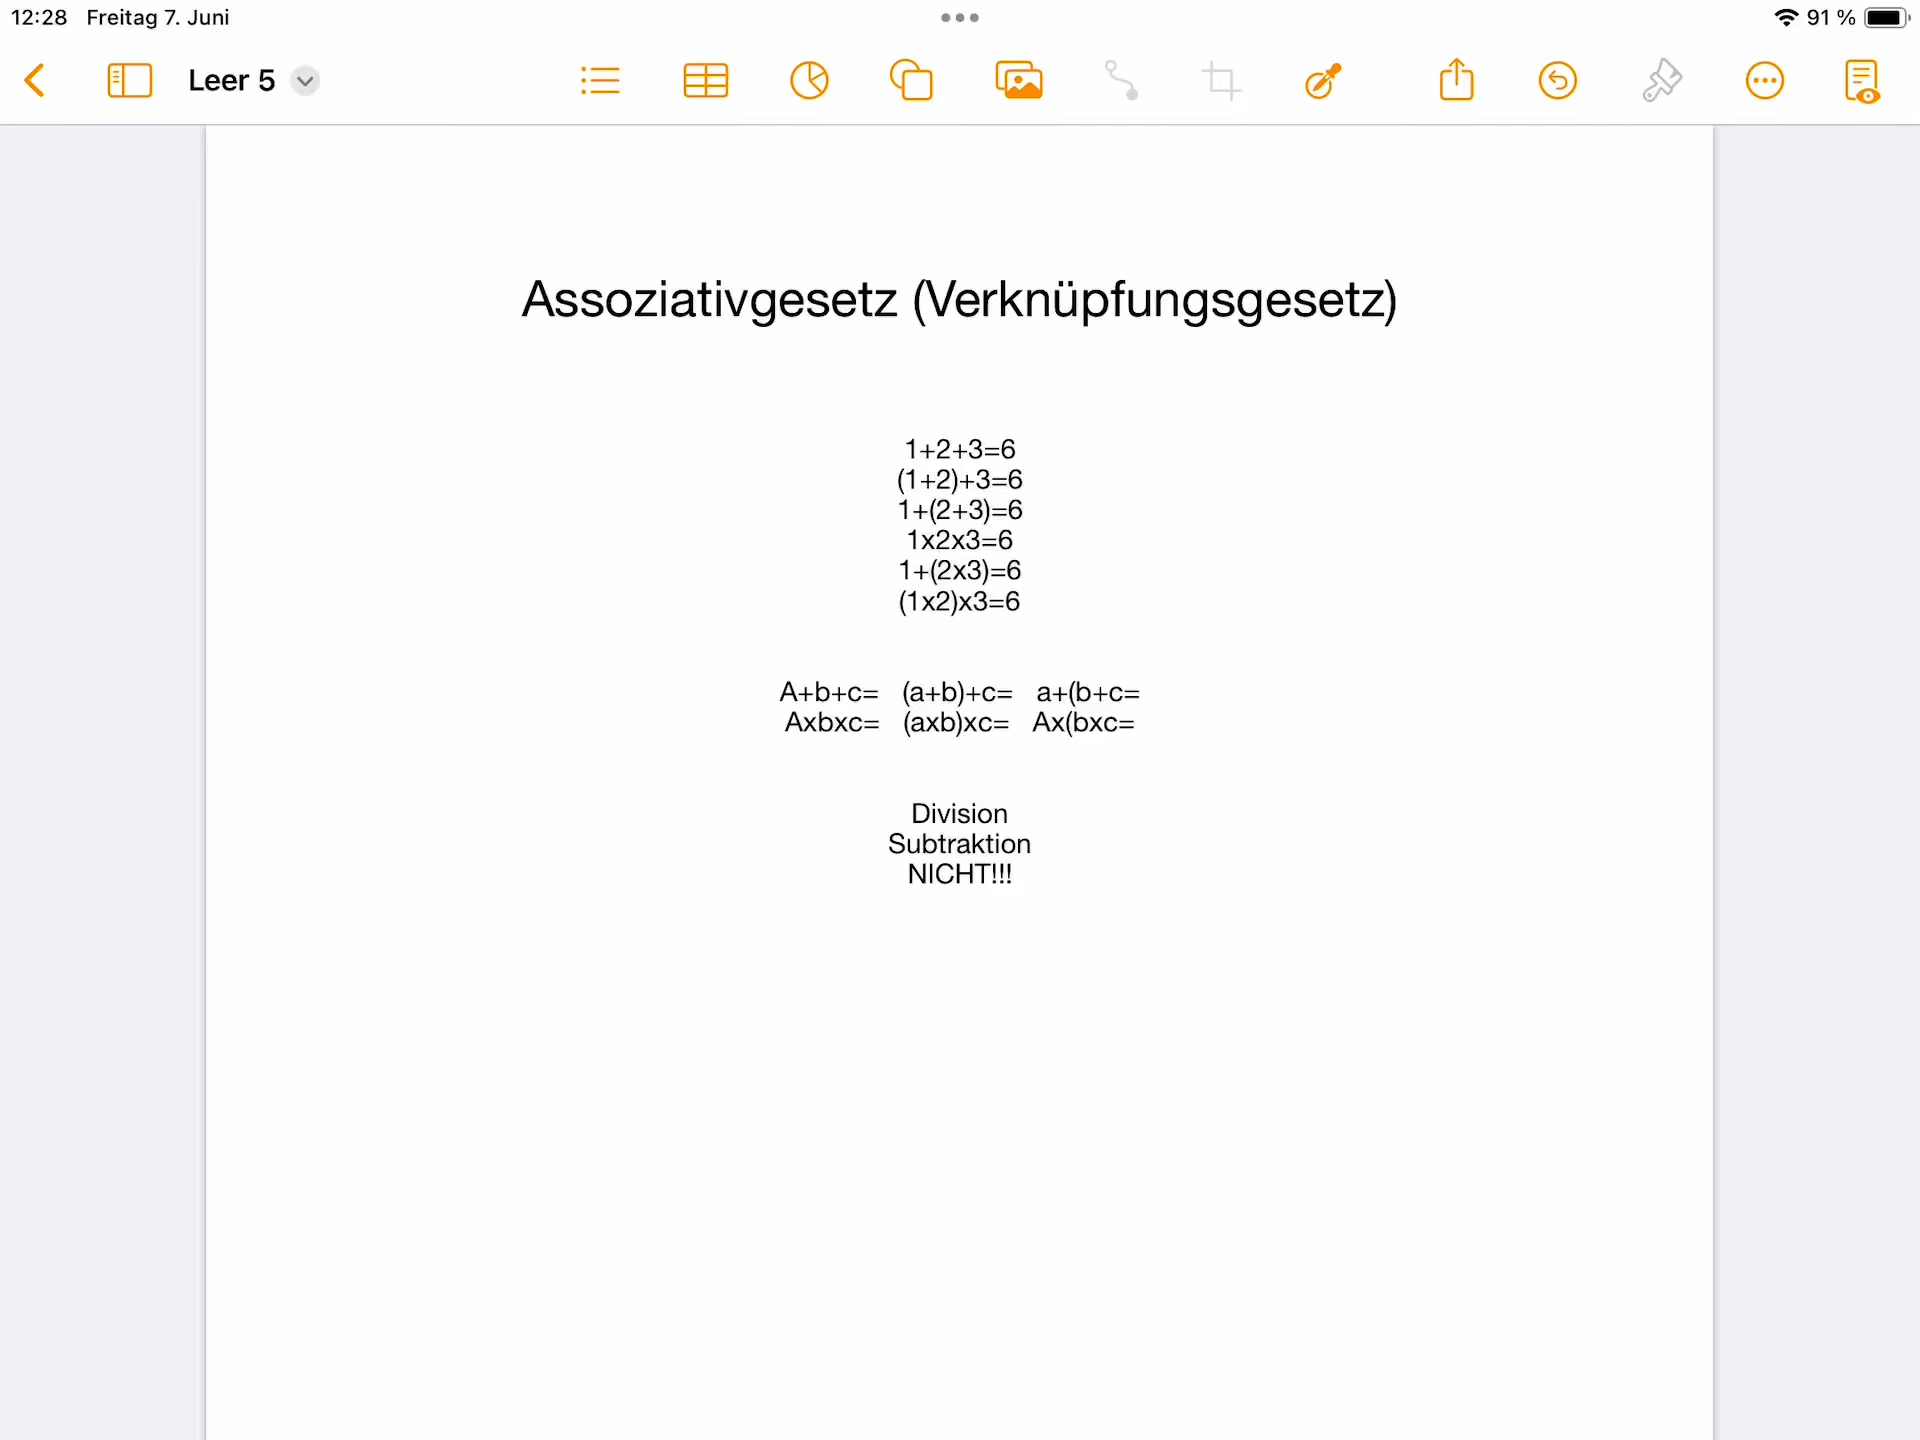 12:28 Freitag 7. Juni
91 %
Leer 5
Assoziativgesetz (Verknüpfungsgesetz)
1+2+3=6
(1+2)+3=6
1+(2+3)=6
1x2x3=6
1+(2x3)=6
(1x2)x3=6
A+b+c= (a+b)+c= a+(b+c=
Axbxc= (axb)xc= Ax(bxc=
Division
Subtraktion
NICHT!!!